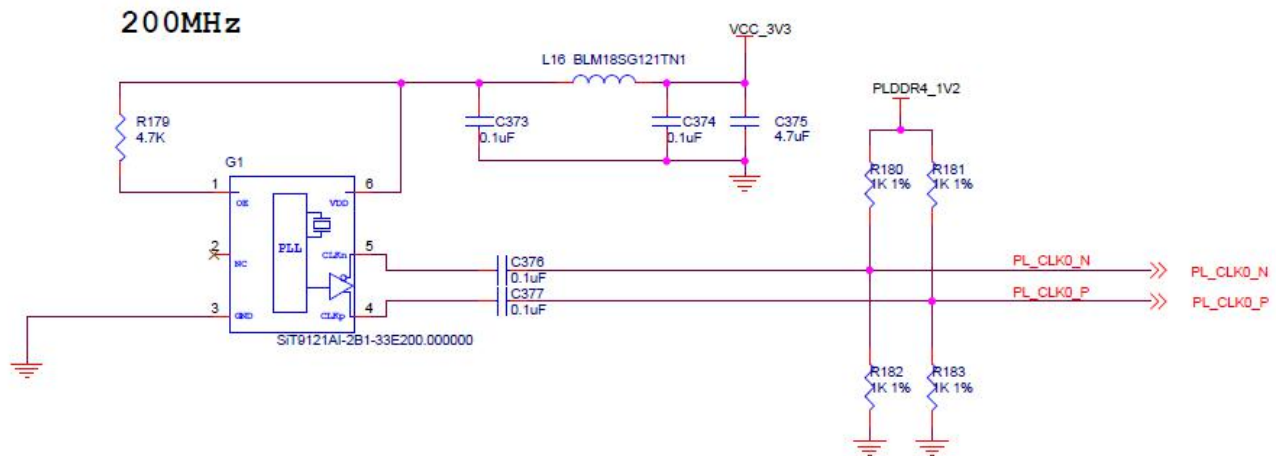 200MHz
VCC_3V3
L16 BLM18SG121TN1
PLDDR4_1V2
R179
4.7K
C373
0.1uF
C374
0.1uF
C375
4.7uF
G1
R180
1K 1%
R181
1K 1%
1
6
OE
VDD
2
5
PLL
NC
CLKn
C376
0.1uF
PL_CLK0_N
PL_CLK0_N
3
4
GND
CLKp
C377
0.1uF
PL_CLK0_P
PL_CLK0_P
SiT9121AI-2B1-33E200.000000
R182
1K 1%
R183
1K 1%